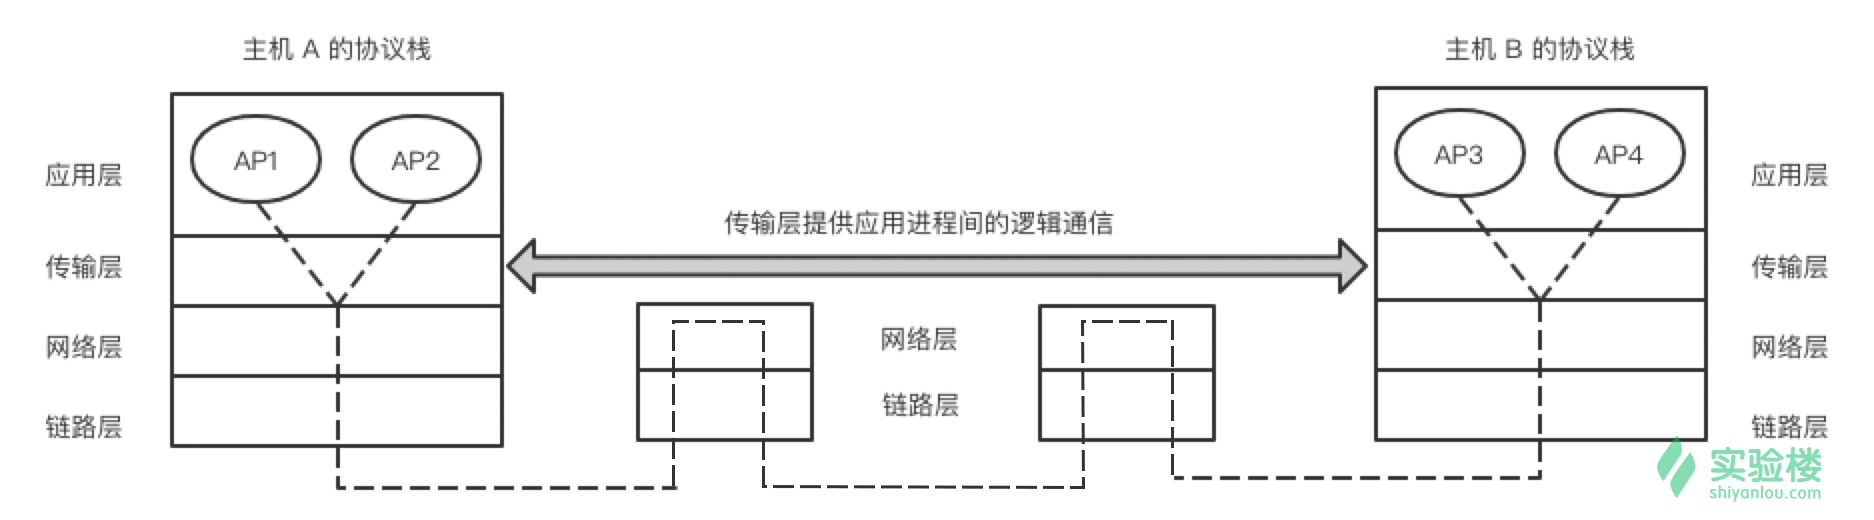 主机 A 的协议栈
主机 B 的协议栈
AP1
AP2
AP3
AP4
应用层
应用层
传输层提供应用进程间的逻辑通信
传输层
传输层
网络层
网络层
网络层
链路层
链路层
链路层
实验楼
shiyanlou.com